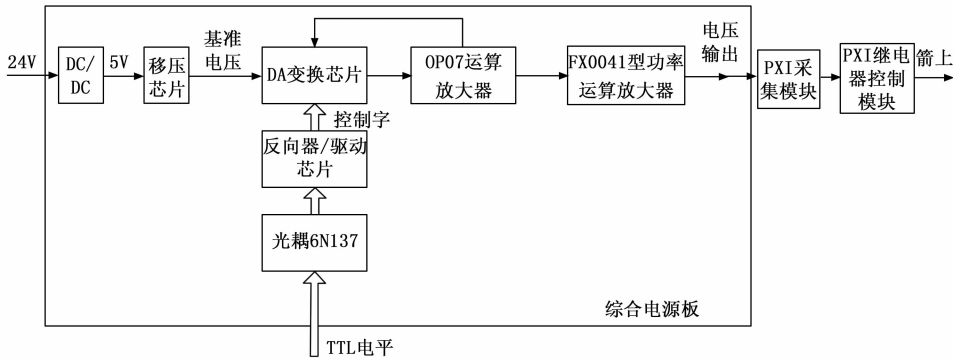 24V
DC/
DC
5V
移压
芯片
基准
电压
DA变换芯片
OP07运算
放大器
FX0041型功率
运算放大器
电压
输出
PXI采
集模块
PXI继电
器控制
模块
箭上
控制字
反向器/驱动
芯片
光耦6N137
综合电源板
TTL电平